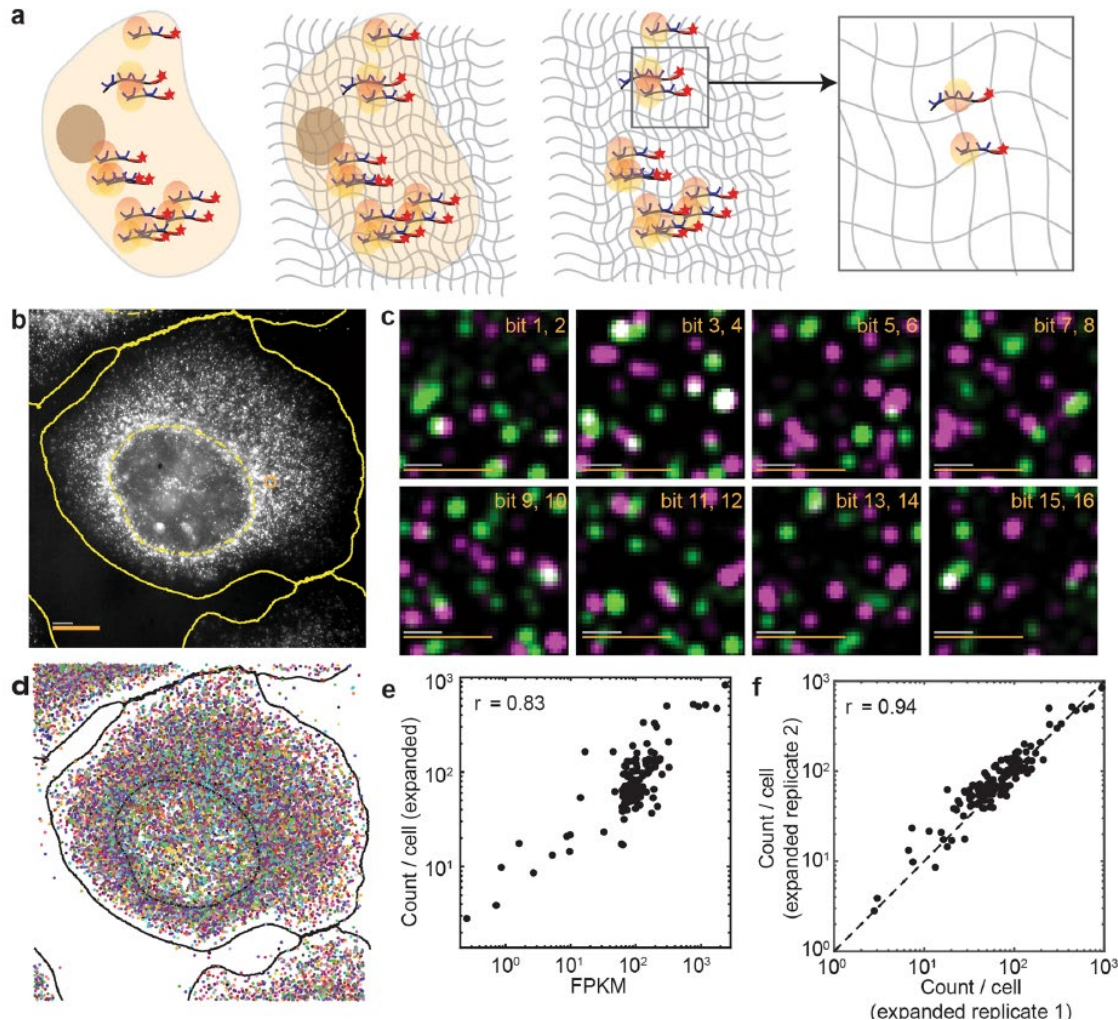 a
b
c
bit 1, 2
bit 3, 4
bit 5, 6
bit 7, 8
bit 9, 10
bit 11, 12
bit 13, 14
bit 15, 16
d
e
r = 0.83
10³
10²
10¹
Count / cell (expanded)
10⁰ 10¹ 10² 10³
FPKM
f
r = 0.94
10³
10²
10¹
10⁰
Count / cell
(expanded replicate 2)
10⁰ 10¹ 10² 10³
Count / cell
(expanded replicate 1)